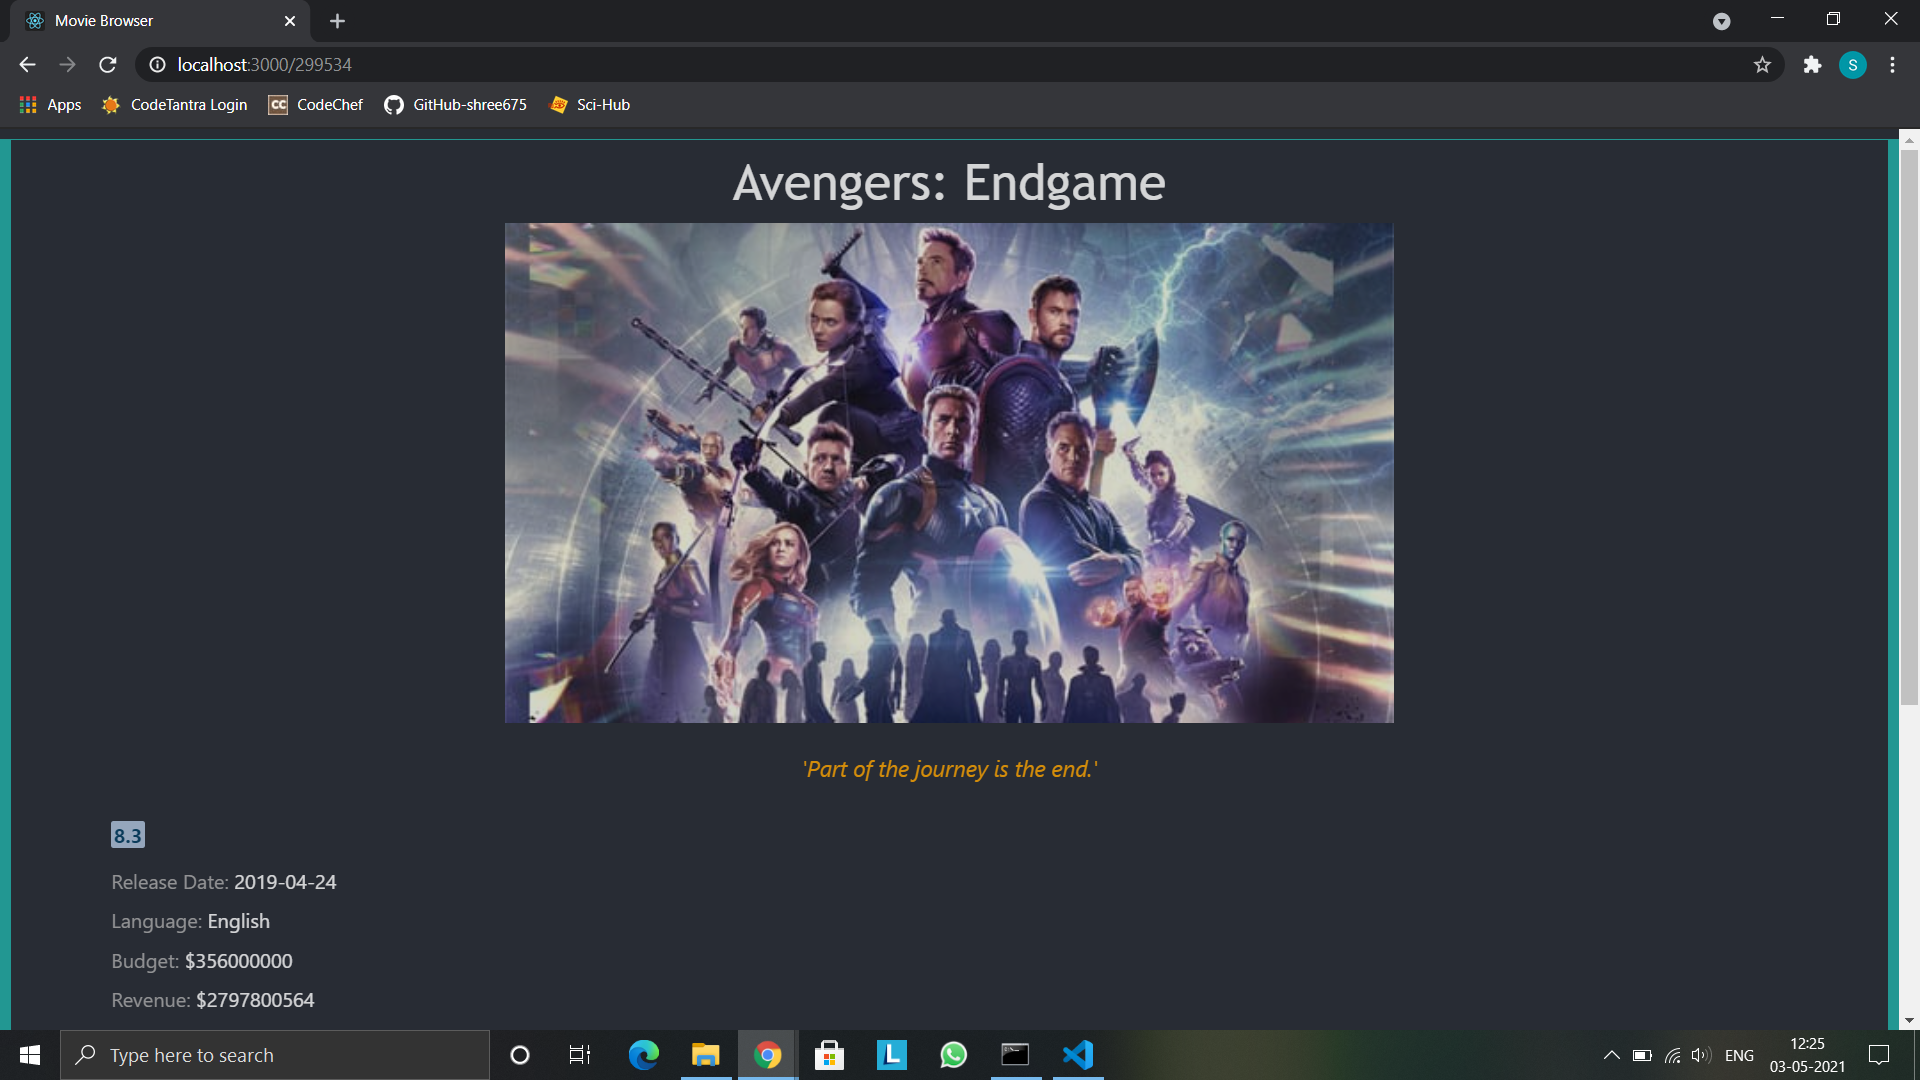 Movie Browser
localhost:3000/299534
S
Apps
CodeTantra Login
CC
CodeChef
GitHub-shree675
Sci-Hub
Avengers: Endgame
'Part of the journey is the end.'
8.3
Release Date: 2019-04-24
Language: English
Budget: $356000000
Revenue: $2797800564
Type here to search
L
ENG
12:25
03-05-2021